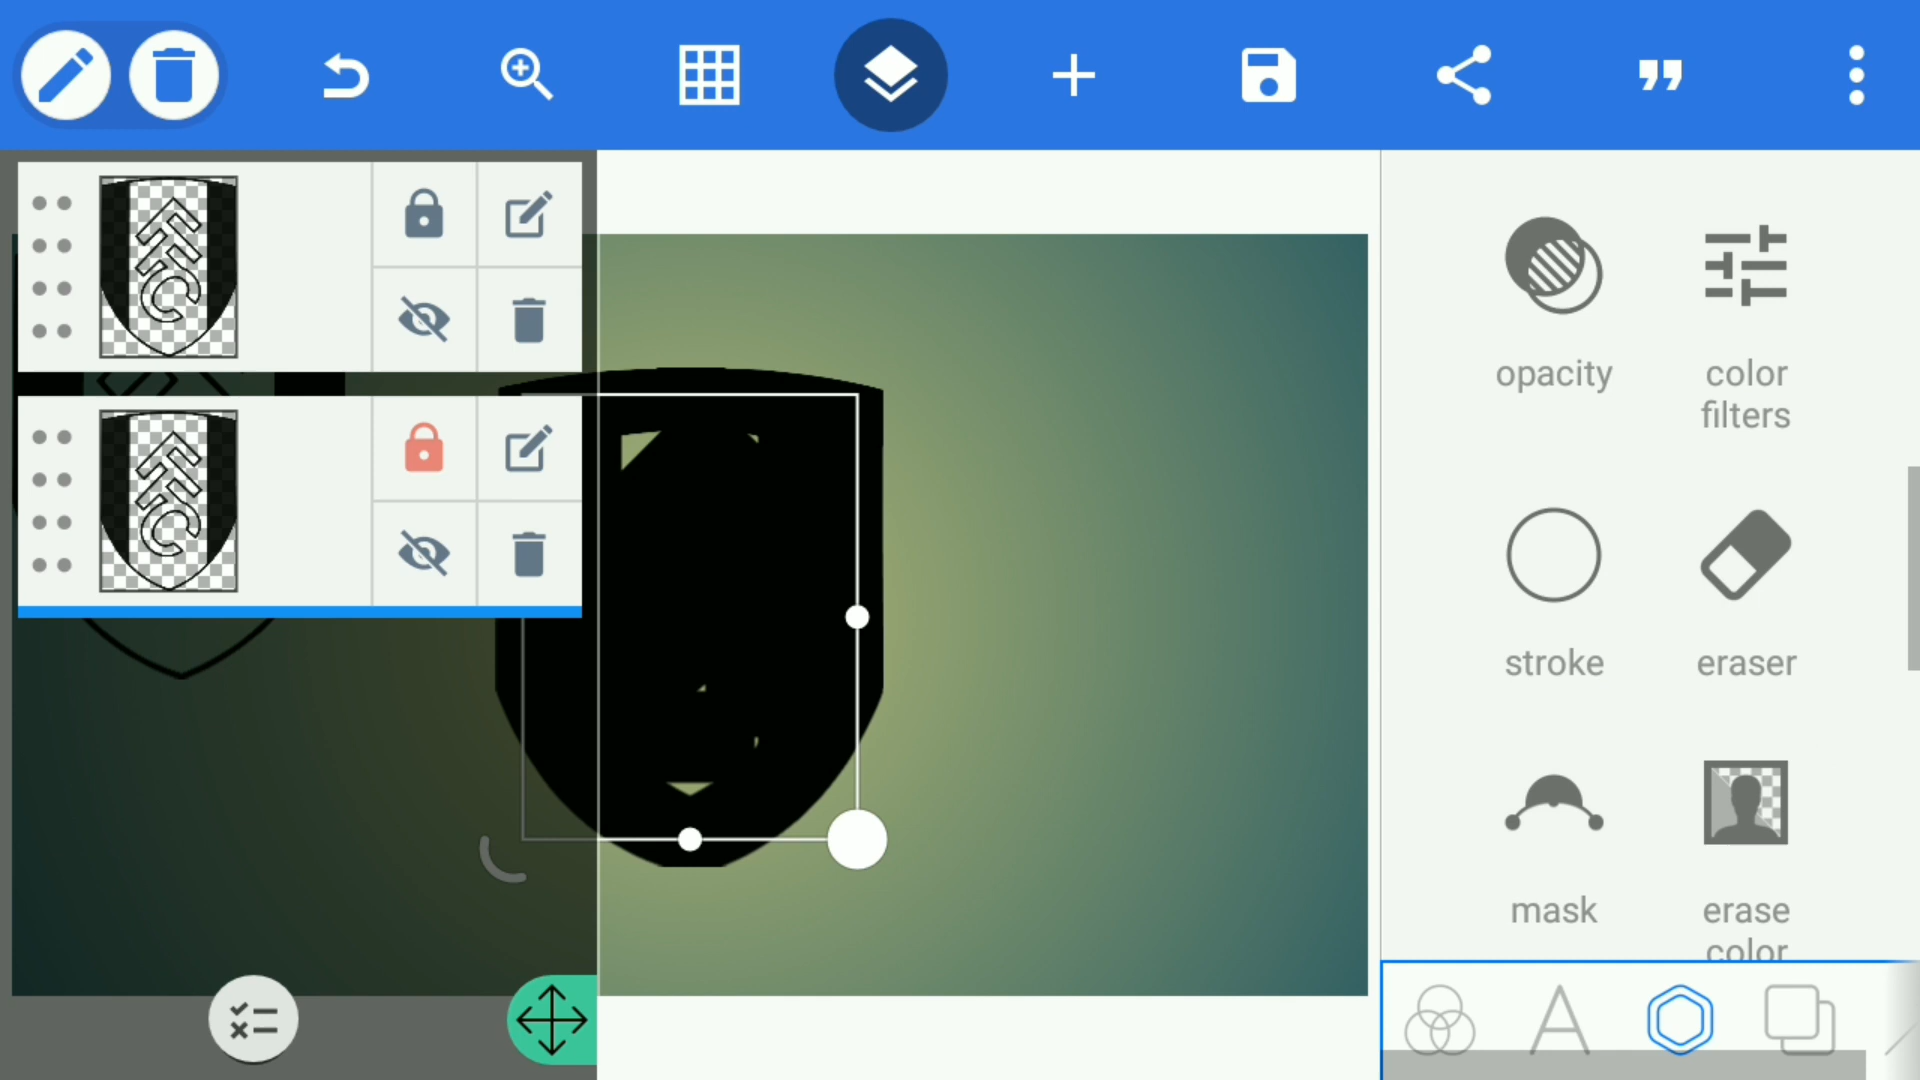 opacity
color
filters
stroke
eraser
mask
erase
color